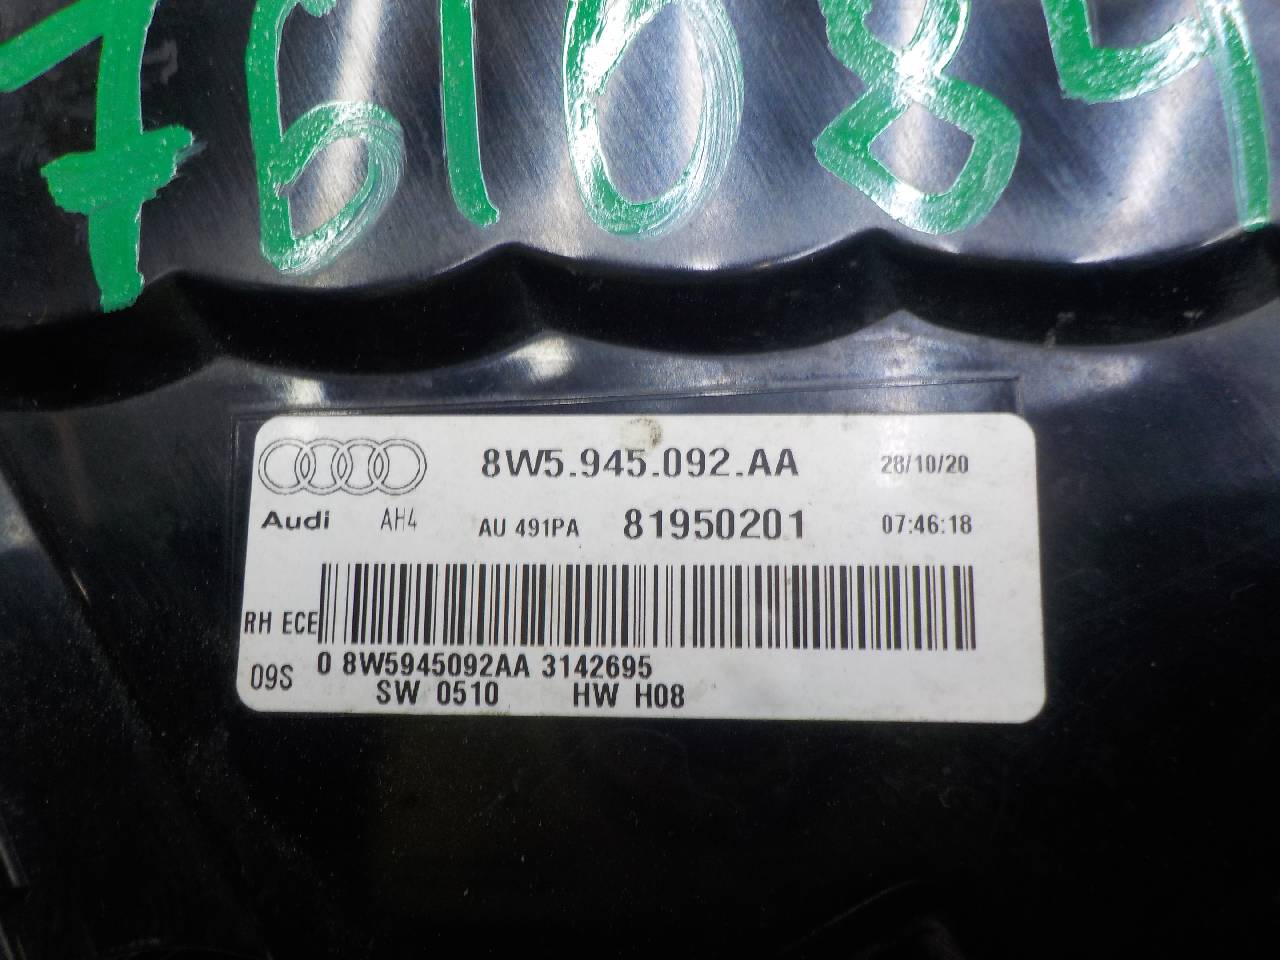 761084
8W5.945.092.AA 28/10/20
Audi AH4 AU 491PA 81950201 07:46:18
RH ECE
0 8W5945092AA 3142695
09S SW 0510 HW H08